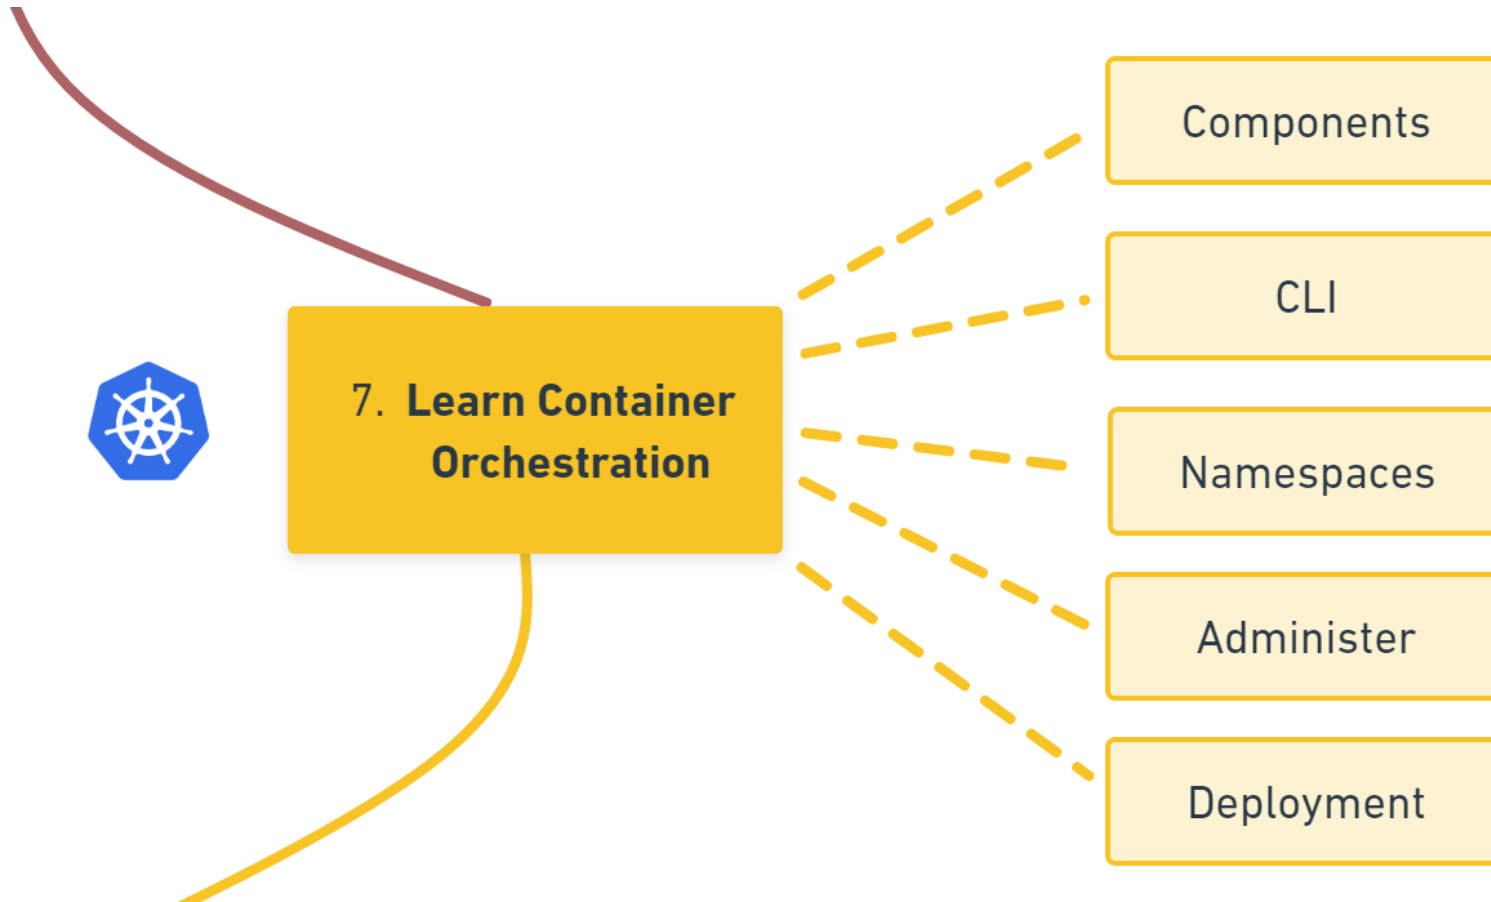 7. Learn Container
Orchestration
Components
CLI
Namespaces
Administer
Deployment